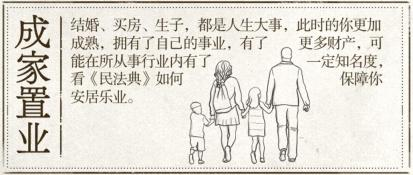 成家置业
结婚、买房、生子，都是人生大事，此时的你更加
成熟，拥有了自己的事业，有了 更多财产，可
能在所从事行业内有了 一定知名度，
看《民法典》如何 保障你
安居乐业。